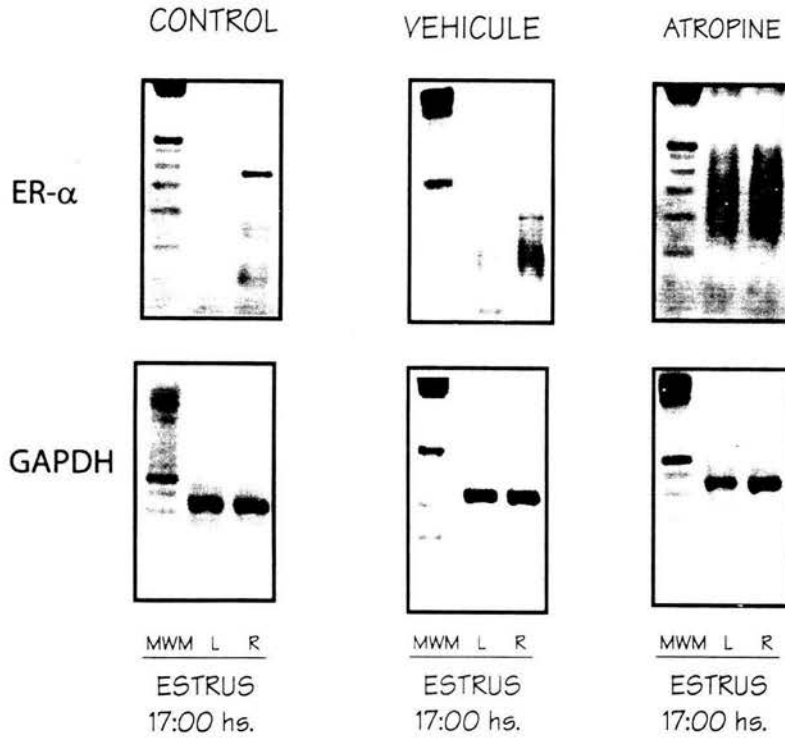 CONTROL VEHICULE ATROPINE
ER-α
GAPDH
MWM L R MWM L R MWM L R
ESTRUS ESTRUS ESTRUS
17:00 hs. 17:00 hs. 17:00 hs.